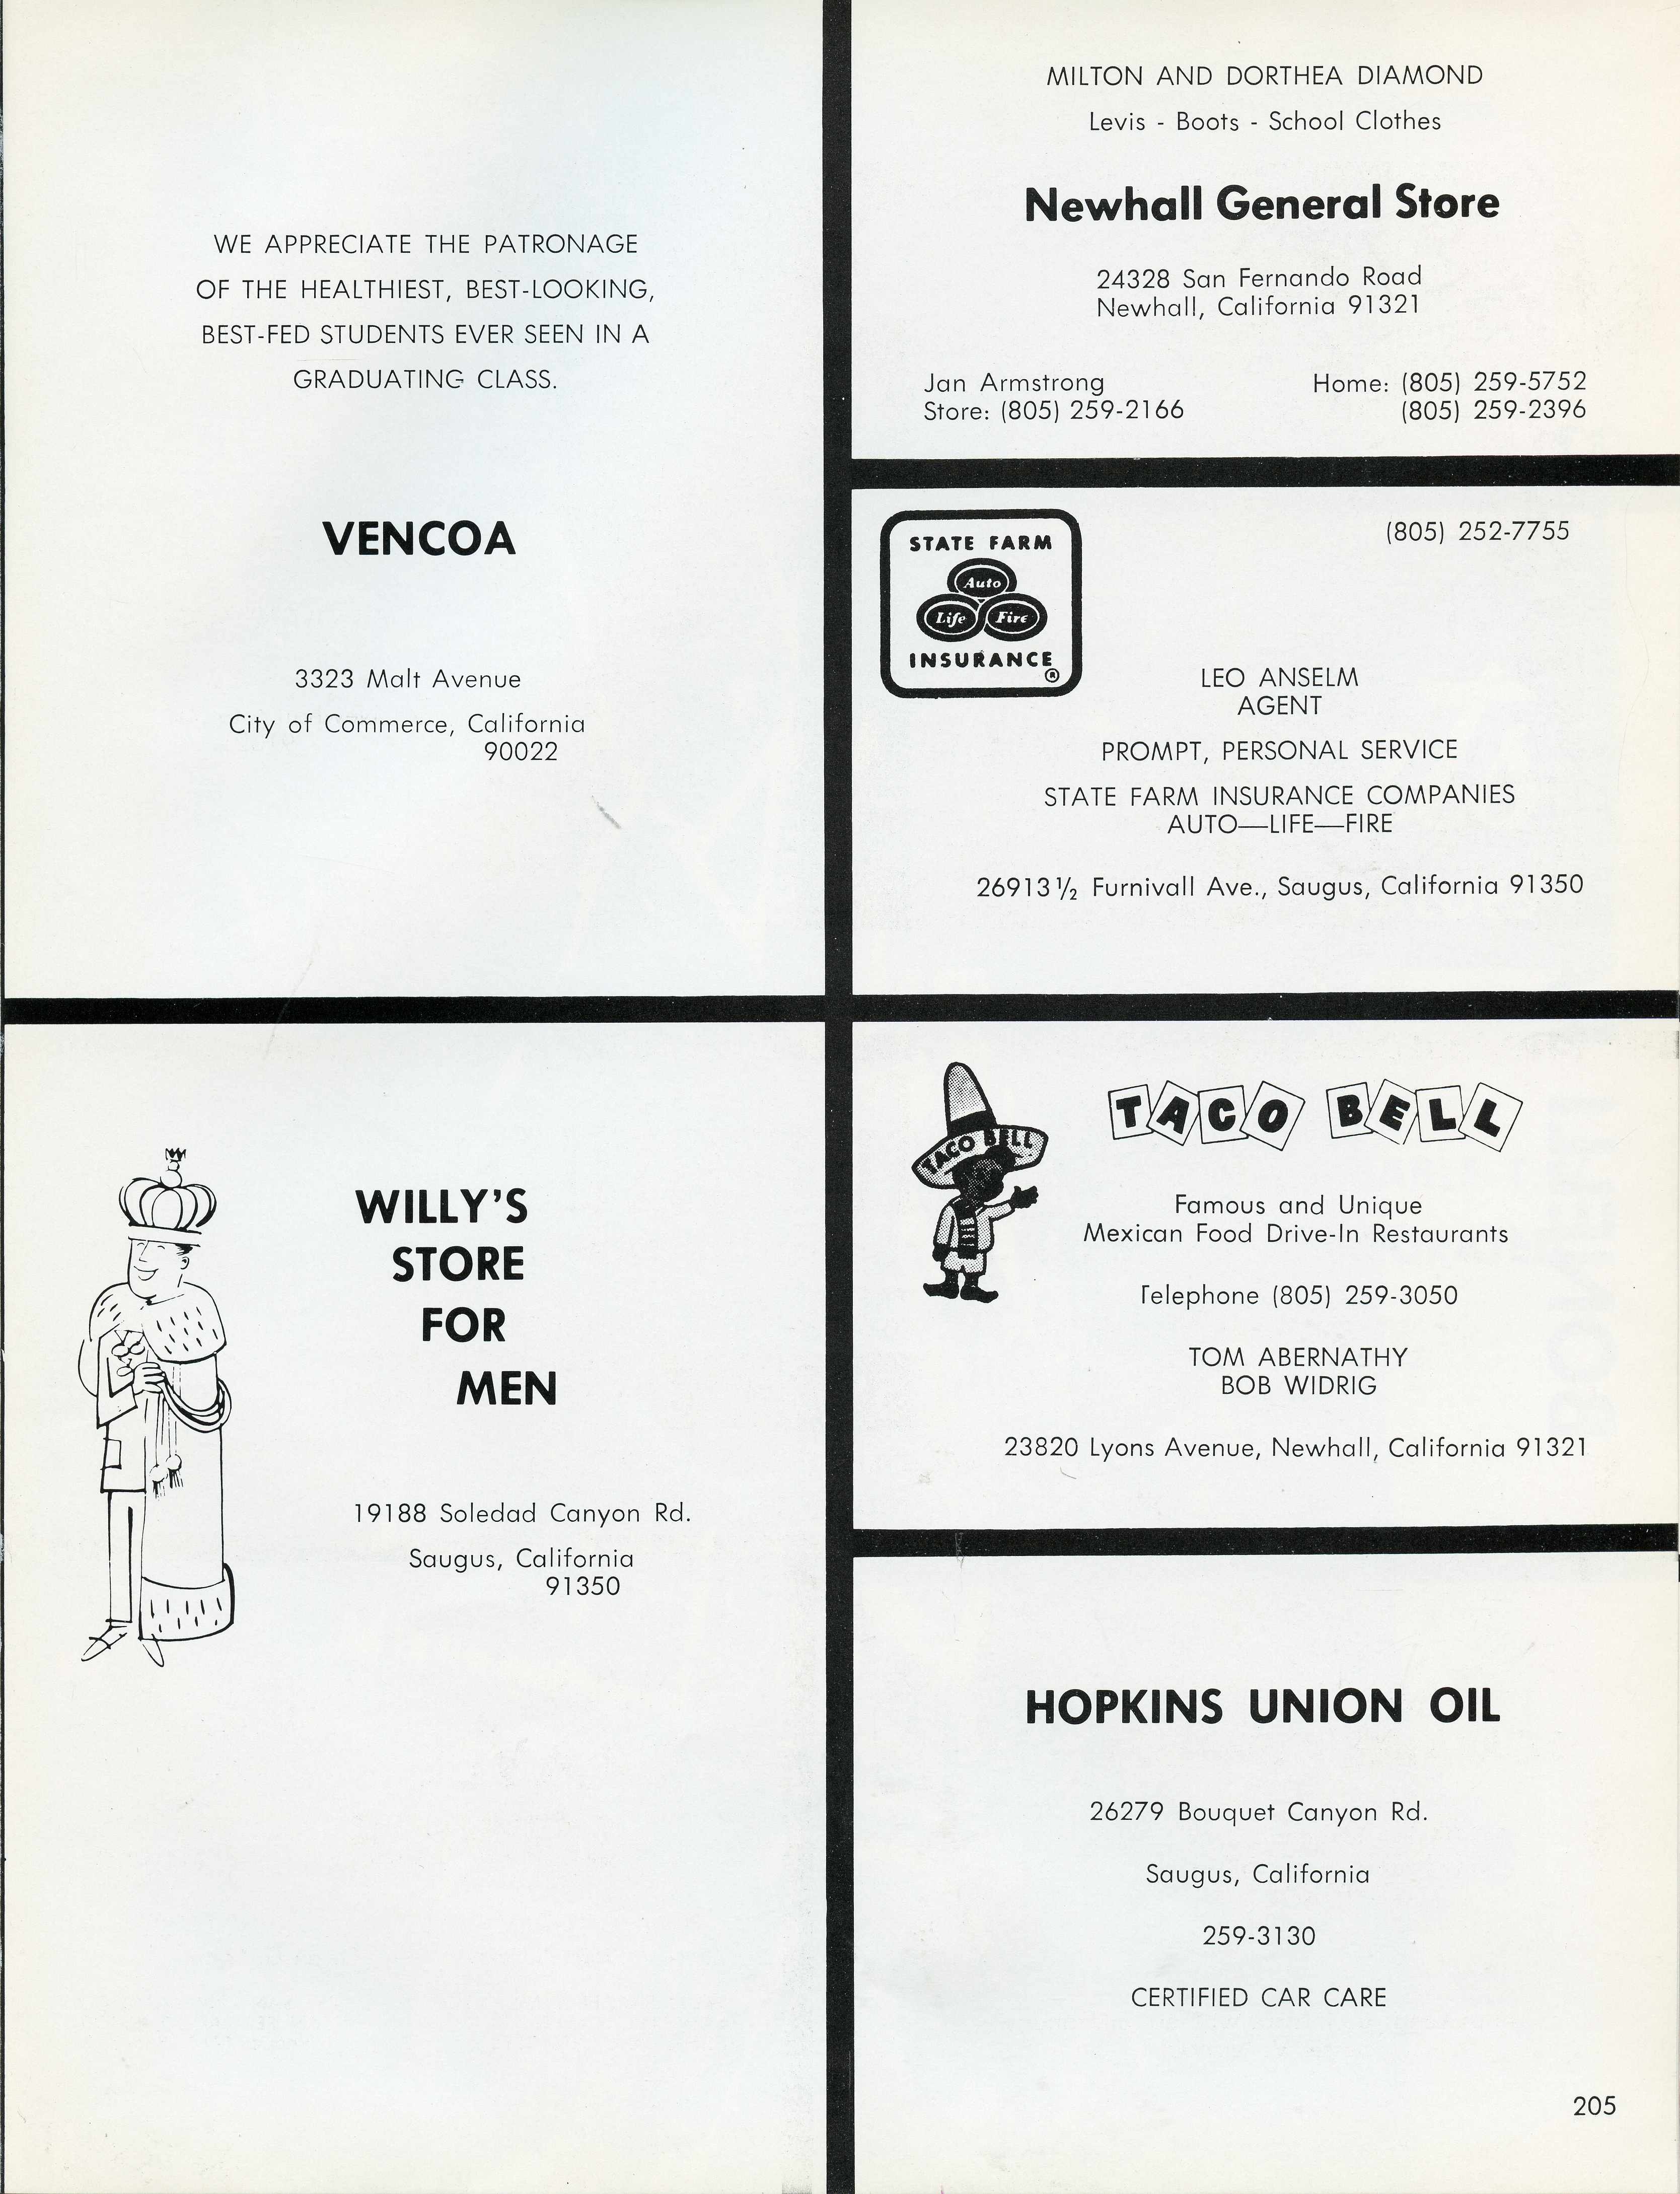 WE APPRECIATE THE PATRONAGE
OF THE HEALTHIEST, BEST-LOOKING,
BEST-FED STUDENTS EVER SEEN IN A
GRADUATING CLASS.
VENCOA
3323 Malt Avenue
City of Commerce, California
90022
WILLY'S
STORE
FOR
MEN
19188 Soledad Canyon Rd.
Saugus, California
91350
MILTON AND DORTHEA DIAMOND
Levis - Boots - School Clothes
Newhall General Store
24328 San Fernando Road
Newhall, California 91321
Jan Armstrong
Store: (805) 259-2166
Home: (805) 259-5752
(805) 259-2396
STATE FARM
Auto
Life Fire
INSURANCE
®
(805) 252-7755
LEO ANSELM
AGENT
PROMPT, PERSONAL SERVICE
STATE FARM INSURANCE COMPANIES
AUTO—LIFE—FIRE
26913½ Furnivall Ave., Saugus, California 91350
TACO BELL
TACO BELL
Famous and Unique
Mexican Food Drive-In Restaurants
Telephone (805) 259-3050
TOM ABERNATHY
BOB WIDRIG
23820 Lyons Avenue, Newhall, California 91321
HOPKINS UNION OIL
26279 Bouquet Canyon Rd.
Saugus, California
259-3130
CERTIFIED CAR CARE
205